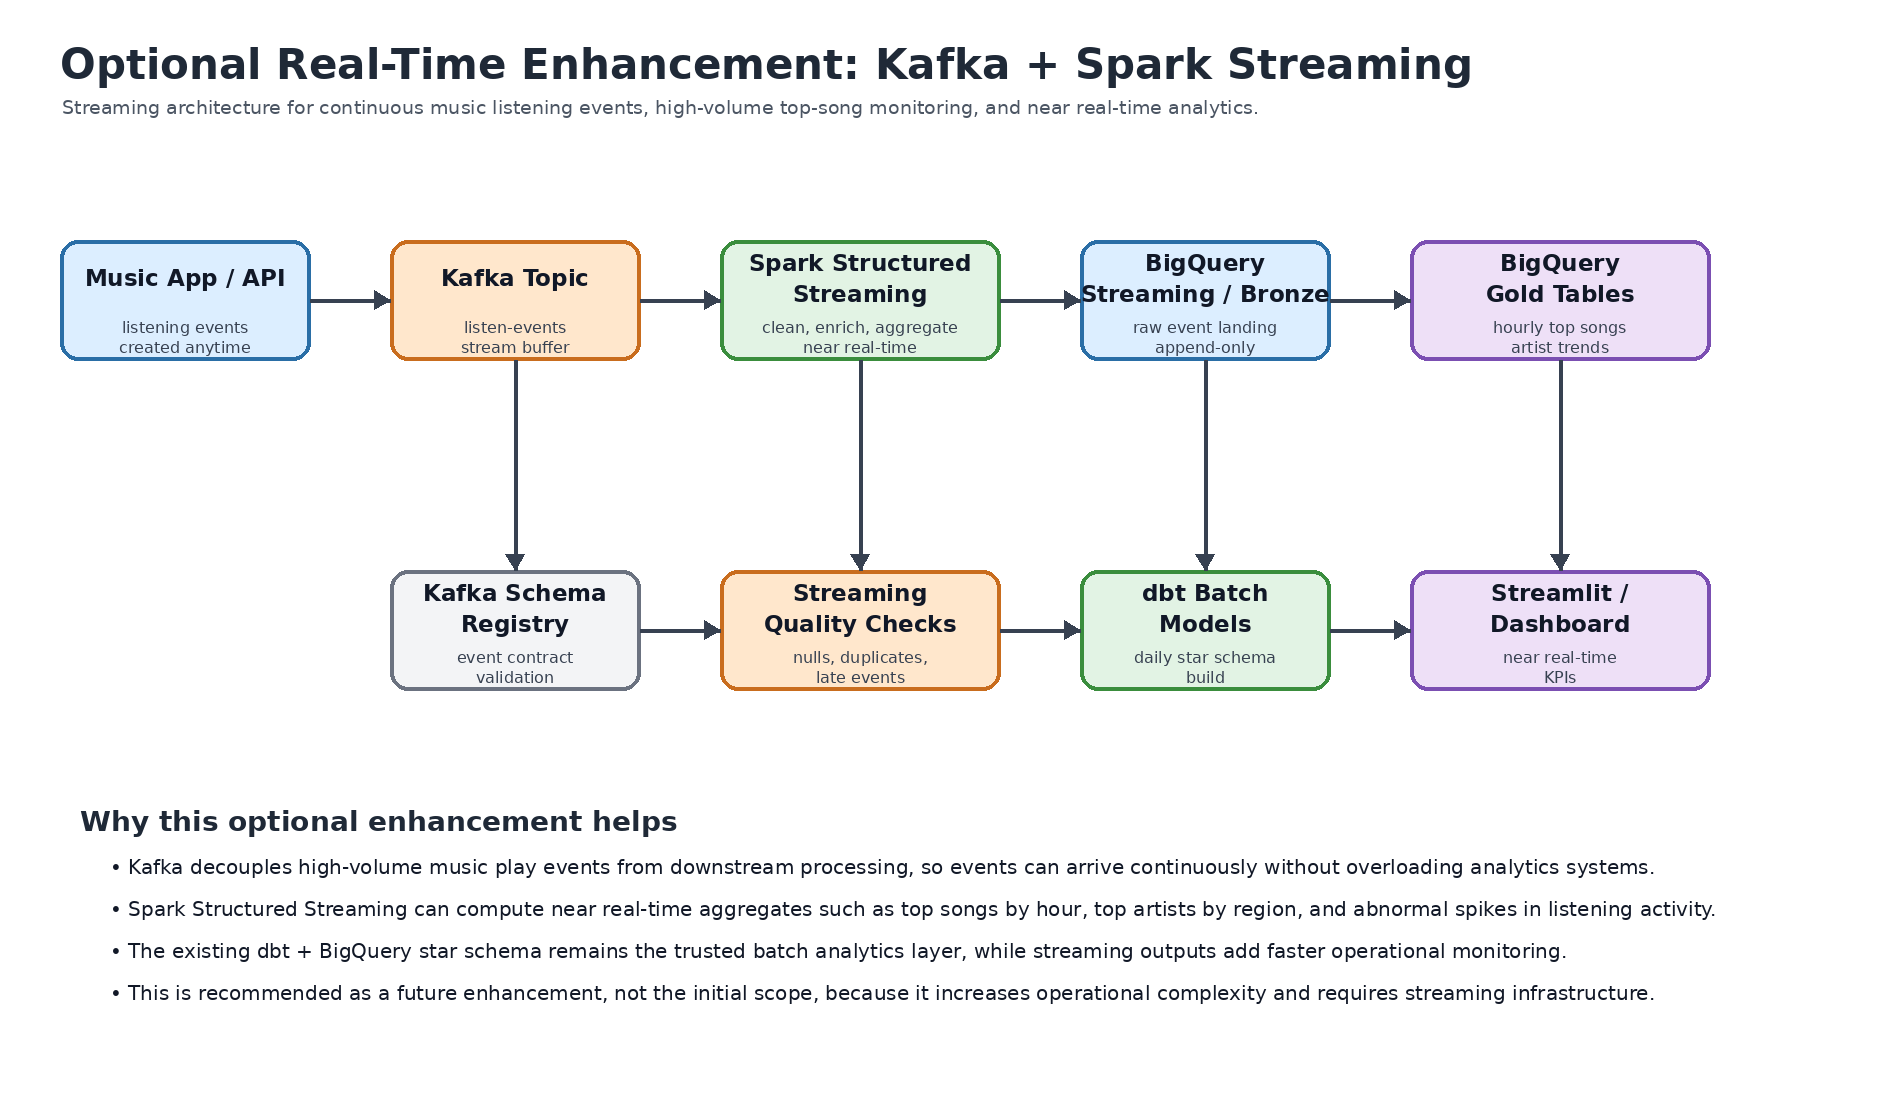 Optional Real-Time Enhancement: Kafka + Spark Streaming
Streaming architecture for continuous music listening events, high-volume top-song monitoring, and near real-time analytics.
Music App / API
listening events
created anytime
Kafka Topic
listen-events
stream buffer
Spark Structured
Streaming
clean, enrich, aggregate
near real-time
BigQuery
Streaming / Bronze
raw event landing
append-only
BigQuery
Gold Tables
hourly top songs
artist trends
Kafka Schema
Registry
event contract
validation
Streaming
Quality Checks
nulls, duplicates,
late events
dbt Batch
Models
daily star schema
build
Streamlit /
Dashboard
near real-time
KPIs
Why this optional enhancement helps
• Kafka decouples high-volume music play events from downstream processing, so events can arrive continuously without overloading analytics systems.
• Spark Structured Streaming can compute near real-time aggregates such as top songs by hour, top artists by region, and abnormal spikes in listening activity.
• The existing dbt + BigQuery star schema remains the trusted batch analytics layer, while streaming outputs add faster operational monitoring.
• This is recommended as a future enhancement, not the initial scope, because it increases operational complexity and requires streaming infrastructure.